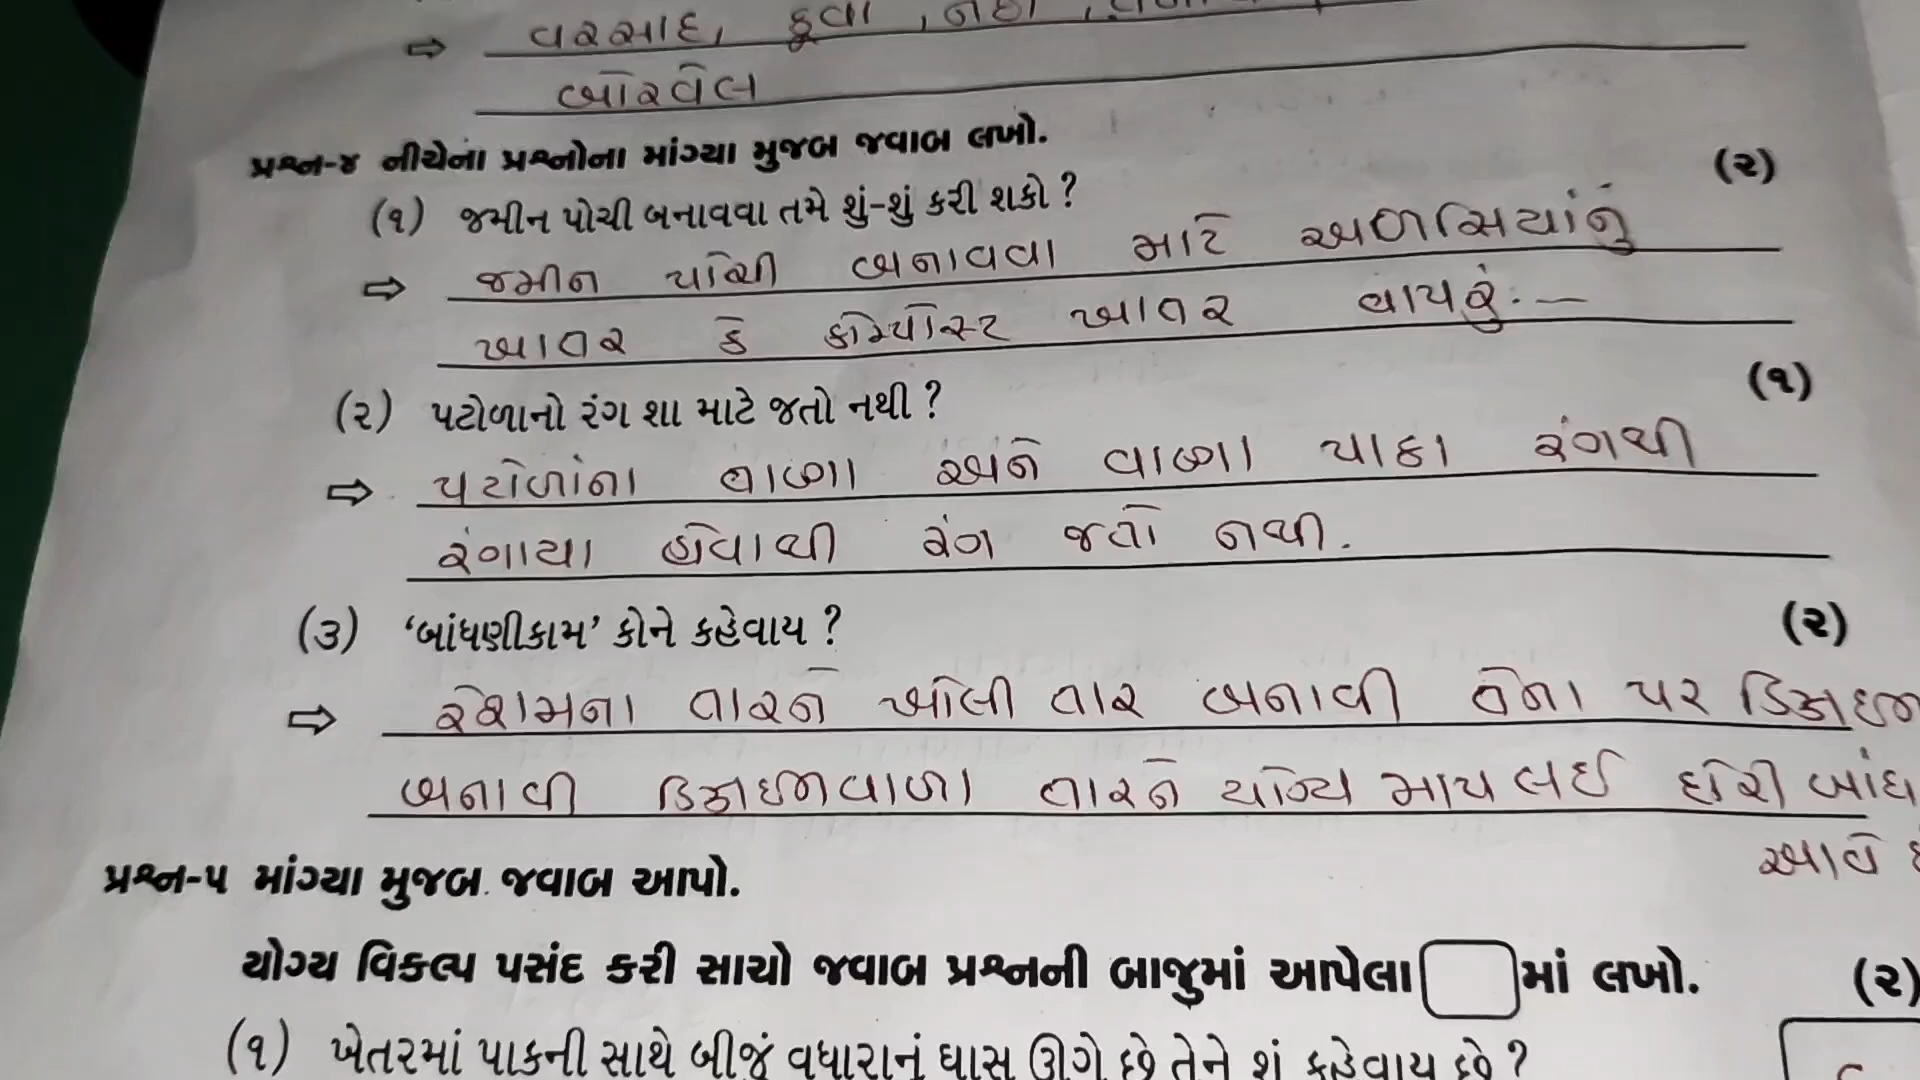 ⇨ વરસાદ, કૂવા, નદી,
બોરવેલ
પ્રશ્ન-૪ નીચેના પ્રશ્નોના માંગ્યા મુજબ જવાબ લખો.
(૧) જમીન પોચી બનાવવા તમે શું-શું કરી શકો ? (૨)
⇨ જમીન પોચી બનાવવા માટે અળસિયાંનું
ખાતર કે કોમ્પોસ્ટ ખાતર વાપરવું.
(૨) પટોળાનો રંગ શા માટે જતો નથી ? (૧)
⇨ પટોળાંના તાણા અને વાણા પાકા રંગથી
રંગાયા હોવાથી રંગ જતો નથી.
(૩) ‘બાંધણીકામ’ કોને કહેવાય ? (૨)
⇨ રેશમના તારને ખોલી તાર બનાવી તેના પર ડિઝાઇન
બનાવી ડિઝાઇનવાળા તારને યોગ્ય માપ લઈ દોરી બાંધ
આવે છ
પ્રશ્ન-૫ માંગ્યા મુજબ જવાબ આપો.
યોગ્ય વિકલ્પ પસંદ કરી સાચો જવાબ પ્રશ્નની બાજુમાં આપેલા માં લખો. (૨)
(૧) ખેતરમાં પાકની સાથે બીજું વધારાનું ઘાસ ઊગે છે તેને શું કહેવાય છે ?